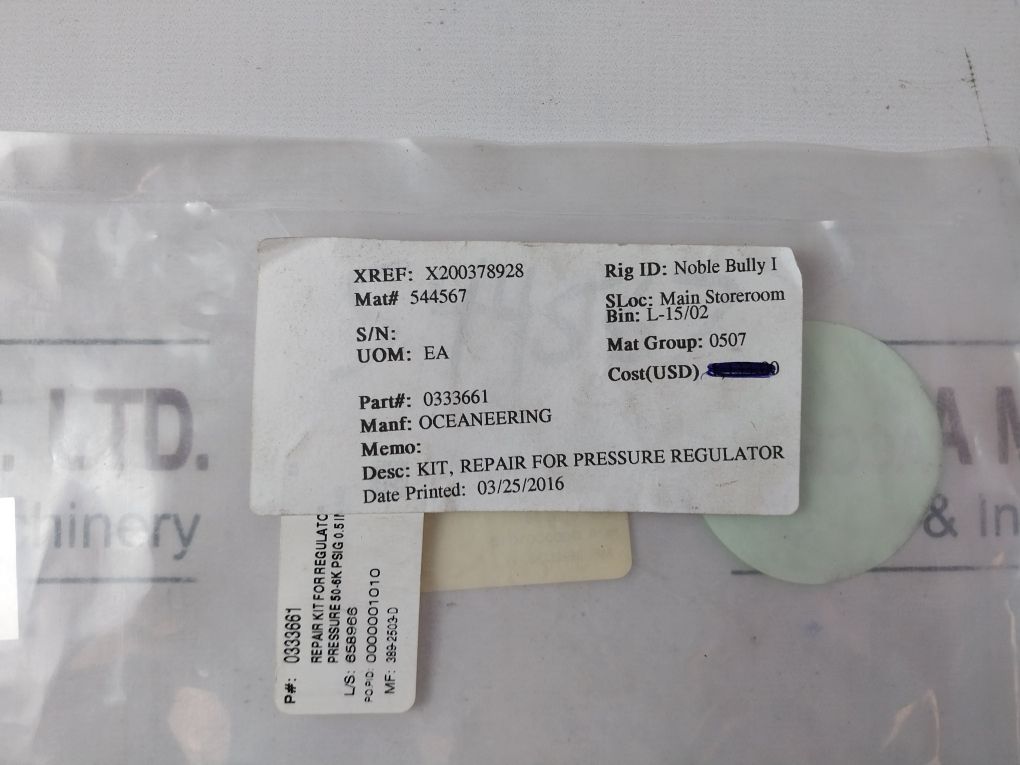 XREF: X200378928
Mat# 544567
S/N:
UOM: EA
Part#: 0333661
Manf: OCEANEERING
Memo:
Desc: KIT, REPAIR FOR PRESSURE REGULATOR
Date Printed: 03/25/2016
Rig ID: Noble Bully I
SLoc: Main Storeroom
Bin: L-15/02
Mat Group: 0507
Cost(USD)
P#: 0333661
REPAIR KIT FOR REGULATO
PRESSURE 50-6K PSIG 0.5 I
L/S: 658966
PO.P.ID: 0000001010
MF: 389-2503-D
. LTD.
chinery
A M
& In